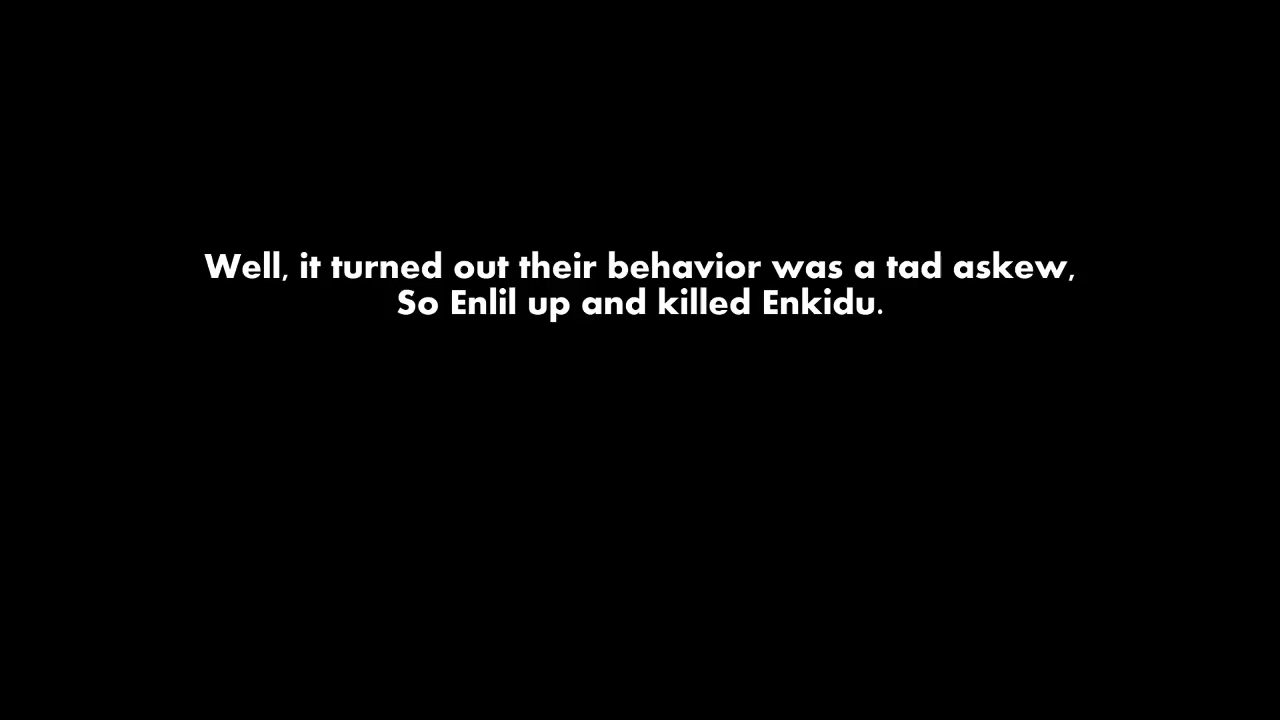 Well, it turned out their behavior was a tad askew,
So Enlil up and killed Enkidu.